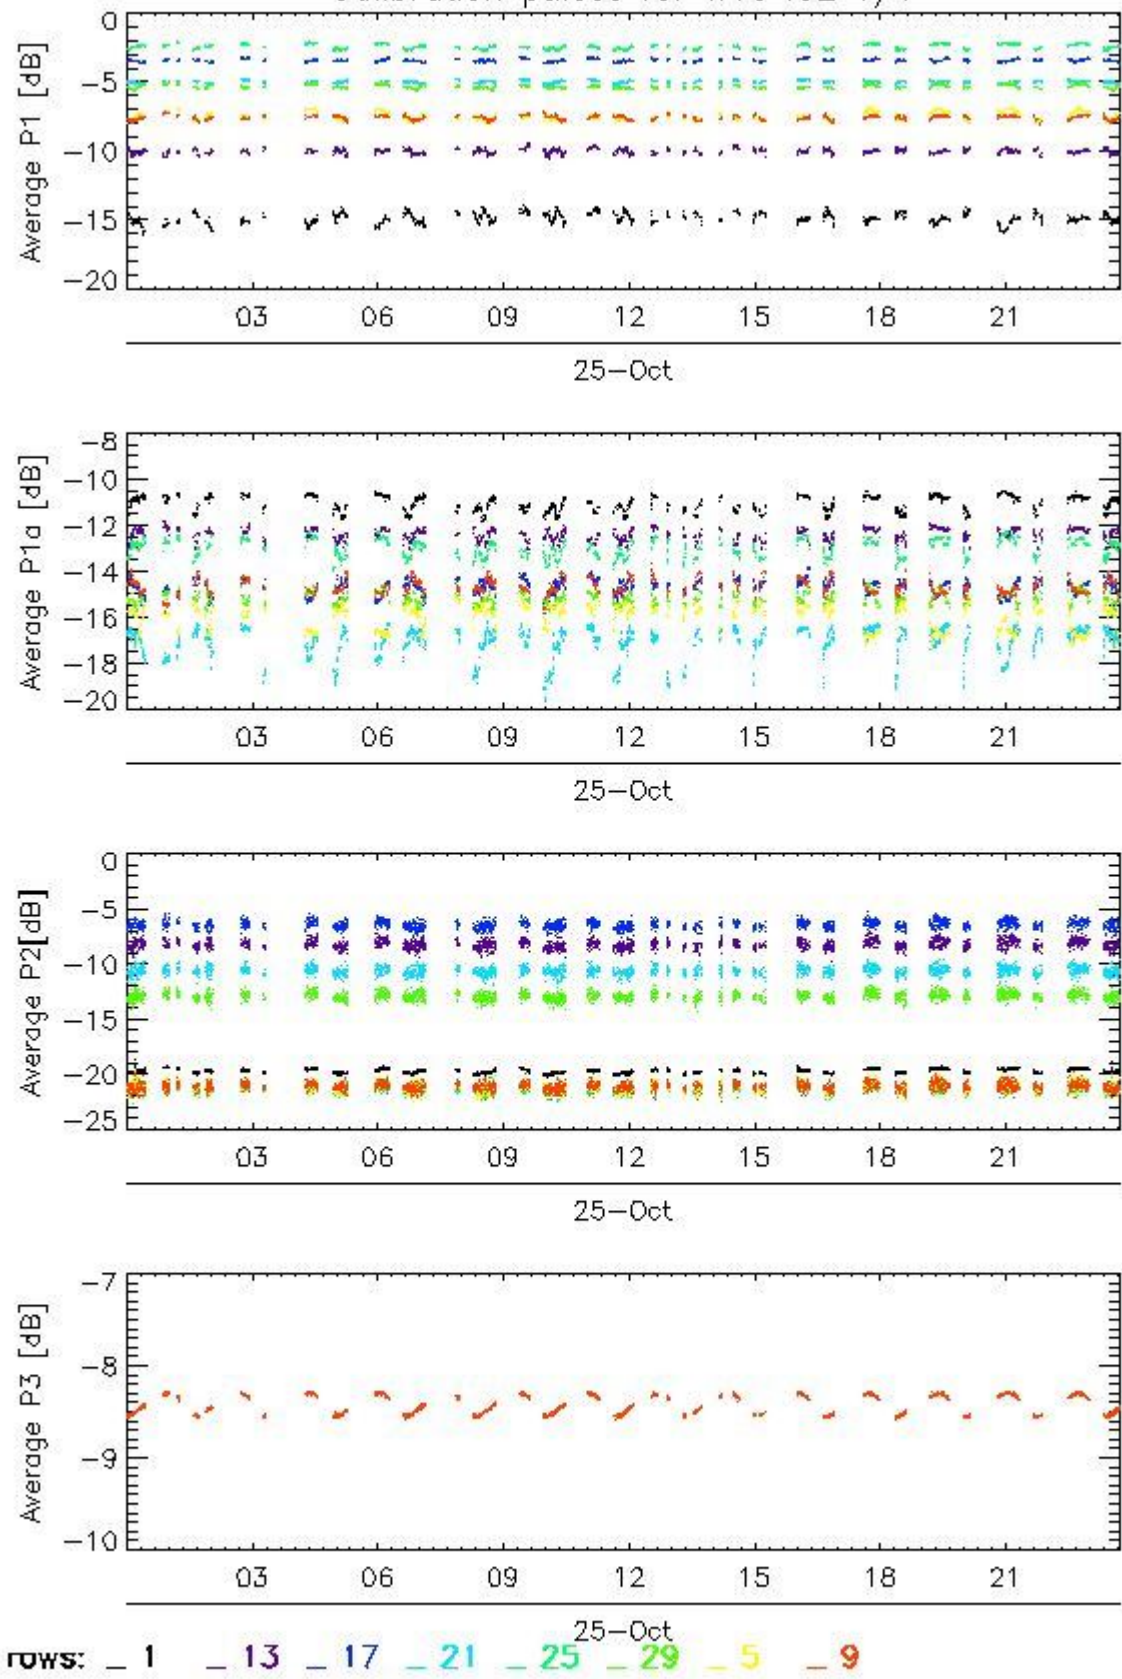 0
-5
-10
-15
-20
Average P1 [dB]
03 06 09 12 15 18 21
25-Oct
-8
-10
-12
-14
-16
-18
-20
Average P1a [dB]
03 06 09 12 15 18 21
25-Oct
0
-5
-10
-15
-20
-25
Average P2[dB]
03 06 09 12 15 18 21
25-Oct
-7
-8
-9
-10
Average P3 [dB]
03 06 09 12 15 18 21
25-Oct
rows: _ 1 _ 13 _ 17 _ 21 _ 25 _ 29 _ 5 _ 9